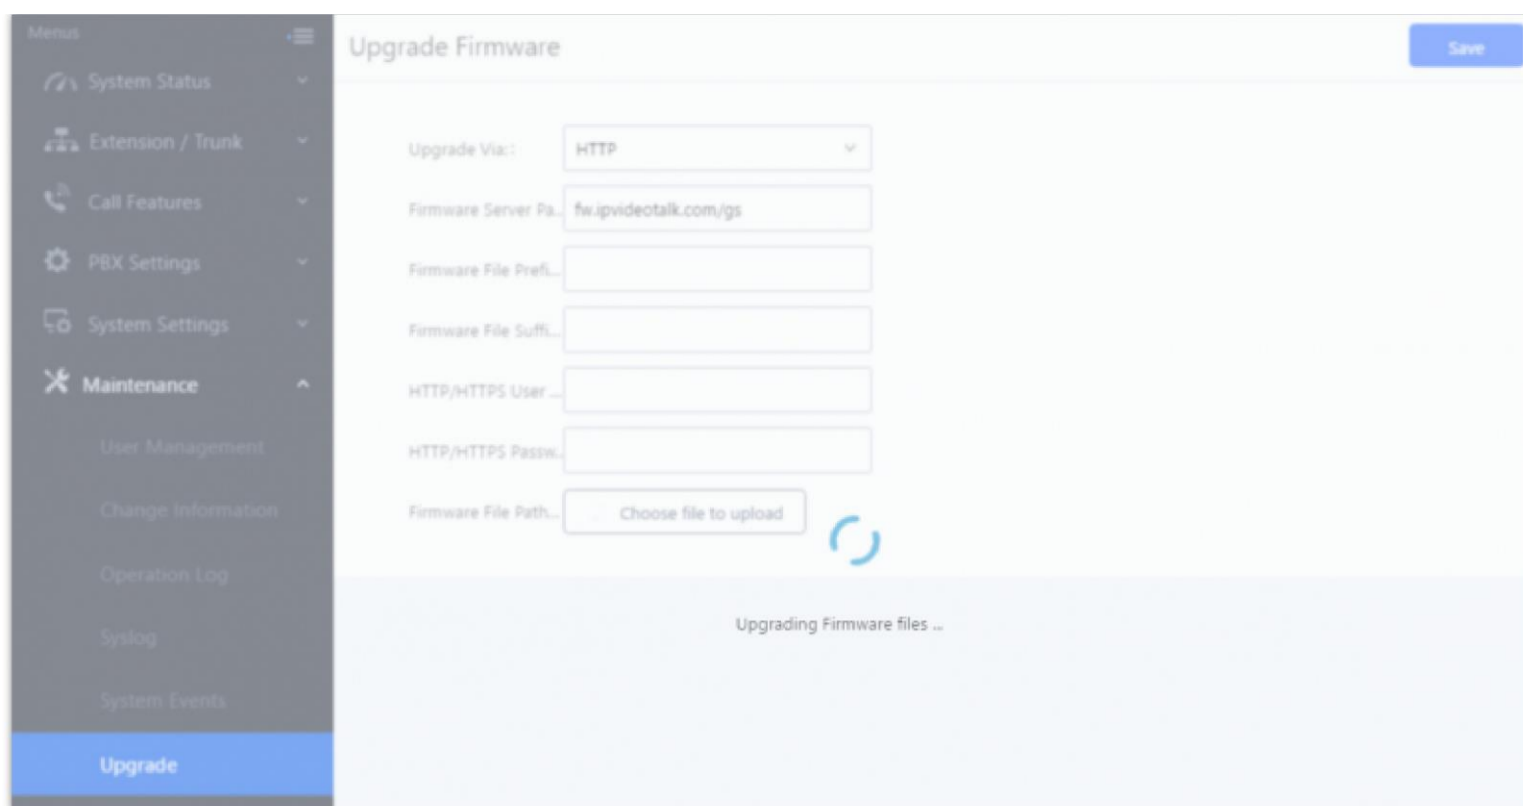 Menus
System Status
Extension / Trunk
Call Features
PBX Settings
System Settings
Maintenance
User Management
Change Information
Operation Log
Syslog
System Events
Upgrade
Upgrade Firmware
Save
Upgrade Via::
HTTP
Firmware Server Pa...
fw.ipvideotalk.com/gs
Firmware File Prefi...
Firmware File Suffi...
HTTP/HTTPS User ...
HTTP/HTTPS Passw...
Firmware File Path...
Choose file to upload
Upgrading Firmware files ...